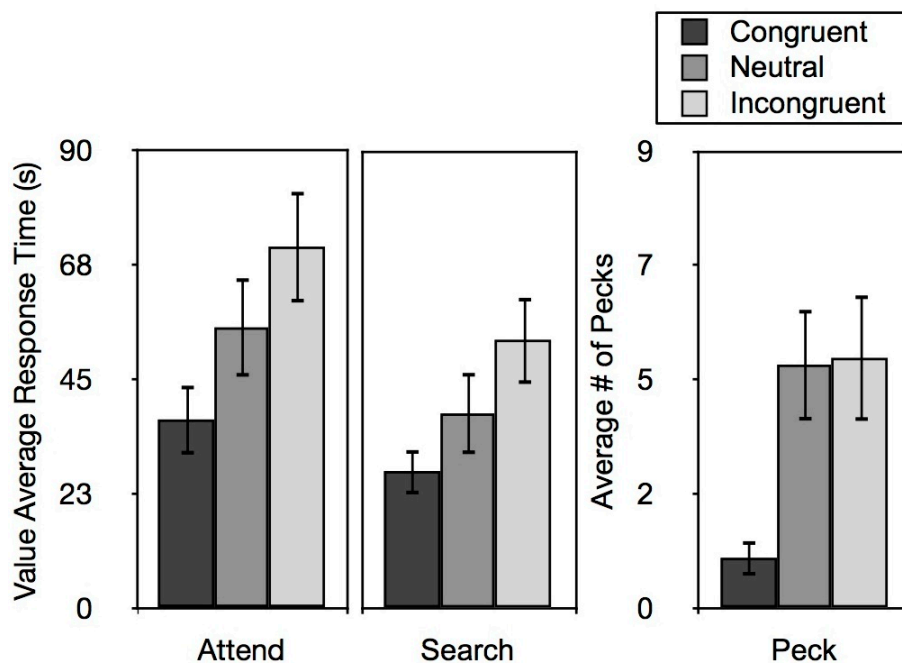 Congruent
Neutral
Incongruent
Value Average Response Time (s)
90
68
45
23
0
Attend
Search
Average # of Pecks
9
7
5
2
0
Peck